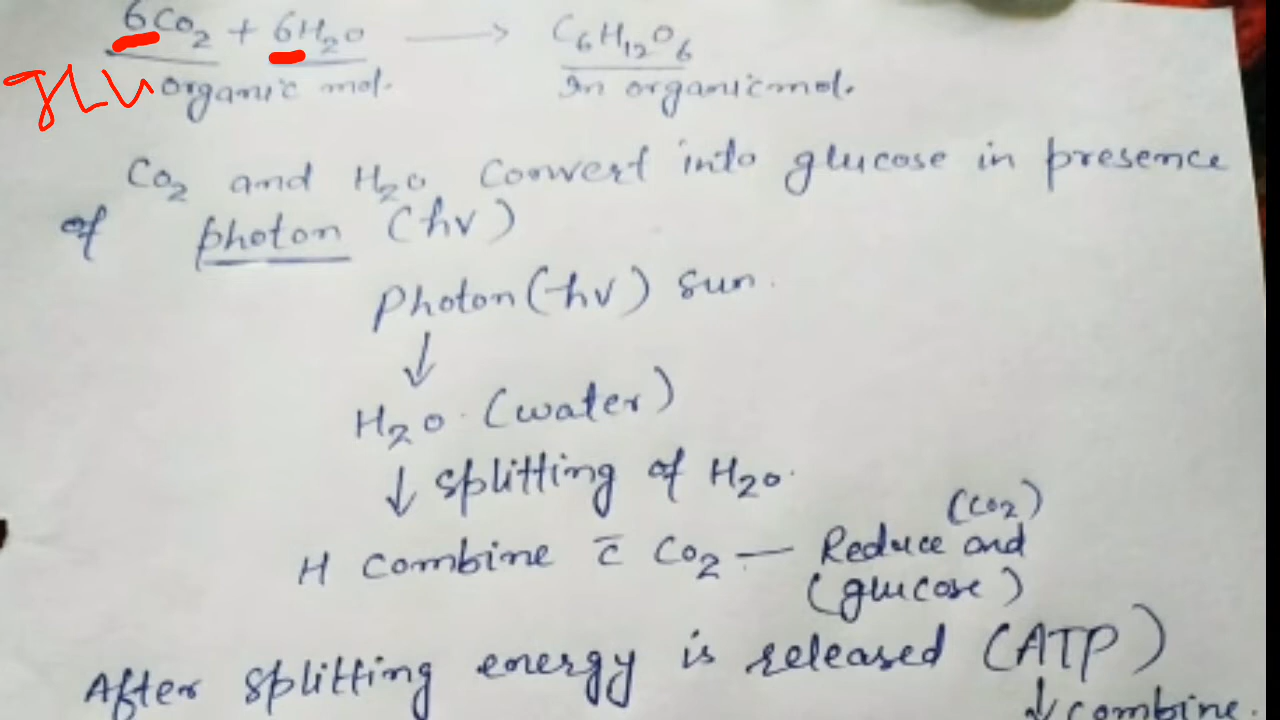 6CO₂ + 6H₂O → C₆H₁₂O₆
glu organic mol. In organic mol.
CO₂ and H₂O convert into glucose in presence
of photon (hv)
Photon (hv) sun.
↓
H₂O. (water)
↓ splitting of H₂O.
(CO₂)
H combine c̄ CO₂ — Reduce and
(glucose)
After splitting energy is released (ATP)
↓ combine.